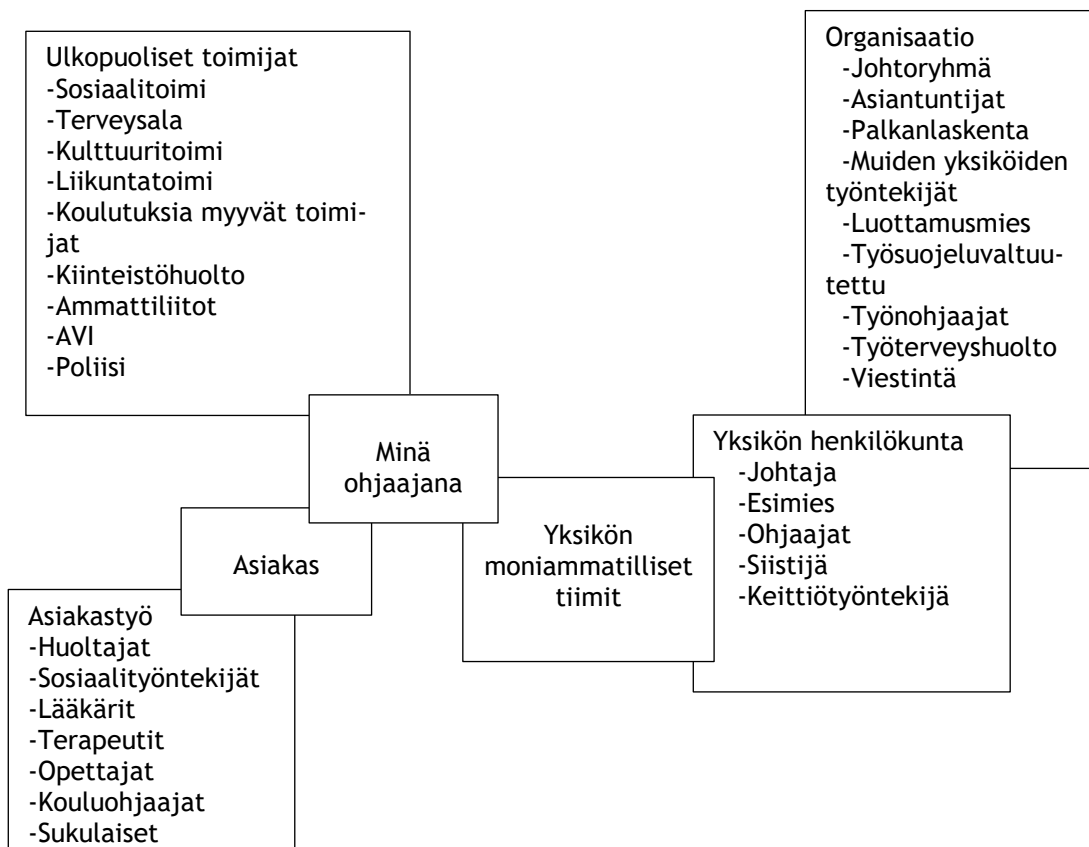 Ulkopuoliset toimijat
-Sosiaalitoimi
-Terveysala
-Kulttuuritoimi
-Liikuntatoimi
-Koulutuksia myyvät toimi-
jat
-Kiinteistöhuolto
-Ammattiliitot
-AVI
-Poliisi
Organisaatio
-Johtoryhmä
-Asiantuntijat
-Palkanlaskenta
-Muiden yksiköiden
työntekijät
-Luottamusmies
-Työsuojeluvaltuu-
tettu
-Työnohjaajat
-Työterveyshuolto
-Viestintä
Minä
ohjaajana
Yksikön henkilökunta
-Johtaja
-Esimies
-Ohjaajat
-Siistijä
-Keittiötyöntekijä
Yksikön
moniammatilliset
tiimit
Asiakas
Asiakastyö
-Huoltajat
-Sosiaalityöntekijät
-Lääkärit
-Terapeutit
-Opettajat
-Kouluohjaajat
-Sukulaiset